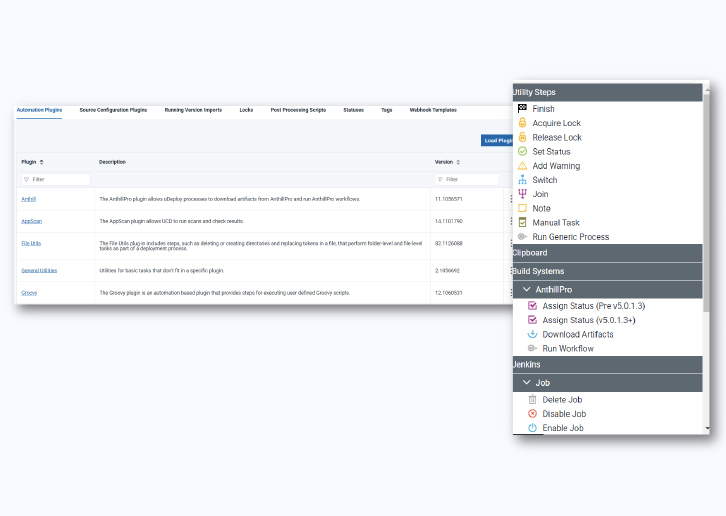 Automation Plugins Source Configuration Plugins Running Version Imports Locks Post Processing Scripts Statuses Tags Webhook Templates
Load Plugin
Plugin Description Version
Filter Filter
Anthill The AnthillPro plugin allows uDeploy processes to download artifacts from AnthillPro and run AnthillPro workflows. 11.1056571
AppScan The AppScan plugin allows UCD to run scans and check results. 14.1101790
File Utils The File Utils plug-in includes steps, such as deleting or creating directories and replacing tokens in a file, that perform folder-level and file-level
tasks as part of a deployment process. 82.1126088
General Utilities Utilities for basic tasks that don't fit in a specific plugin. 2.1056692
Groovy The Groovy plugin is an automation based plugin that provides steps for executing user defined Groovy scripts. 12.1060531
Utility Steps
Finish
Acquire Lock
Release Lock
Set Status
Add Warning
Switch
Join
Note
Manual Task
Run Generic Process
Clipboard
Build Systems
AnthillPro
Assign Status (Pre v5.0.1.3)
Assign Status (v5.0.1.3+)
Download Artifacts
Run Workflow
Jenkins
Job
Delete Job
Disable Job
Enable Job